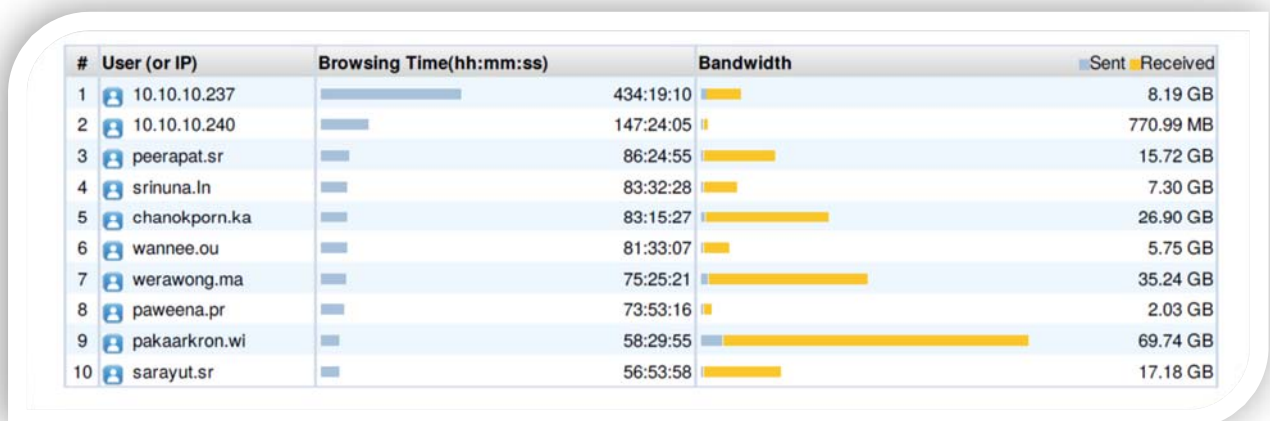 # User (or IP) Browsing Time(hh:mm:ss) Bandwidth Sent Received
1 10.10.10.237 434:19:10 8.19 GB
2 10.10.10.240 147:24:05 770.99 MB
3 peerapat.sr 86:24:55 15.72 GB
4 srinuna.ln 83:32:28 7.30 GB
5 chanokporn.ka 83:15:27 26.90 GB
6 wannee.ou 81:33:07 5.75 GB
7 werawong.ma 75:25:21 35.24 GB
8 paweena.pr 73:53:16 2.03 GB
9 pakaarkron.wi 58:29:55 69.74 GB
10 sarayut.sr 56:53:58 17.18 GB